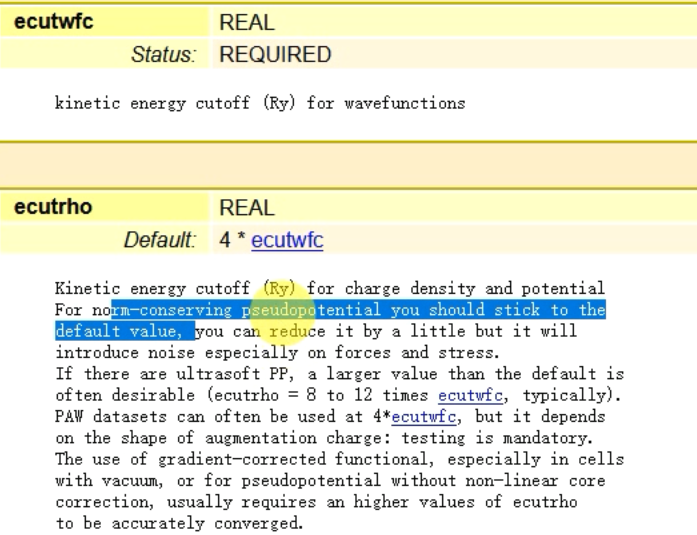 ecutwfc REAL
Status: REQUIRED
kinetic energy cutoff (Ry) for wavefunctions
ecutrho REAL
Default: 4 * ecutwfc
Kinetic energy cutoff (Ry) for charge density and potential
For norm-conserving pseudopotential you should stick to the
default value, you can reduce it by a little but it will
introduce noise especially on forces and stress.
If there are ultrasoft PP, a larger value than the default is
often desirable (ecutrho = 8 to 12 times ecutwfc, typically).
PAW datasets can often be used at 4*ecutwfc, but it depends
on the shape of augmentation charge: testing is mandatory.
The use of gradient-corrected functional, especially in cells
with vacuum, or for pseudopotential without non-linear core
correction, usually requires an higher values of ecutrho
to be accurately converged.